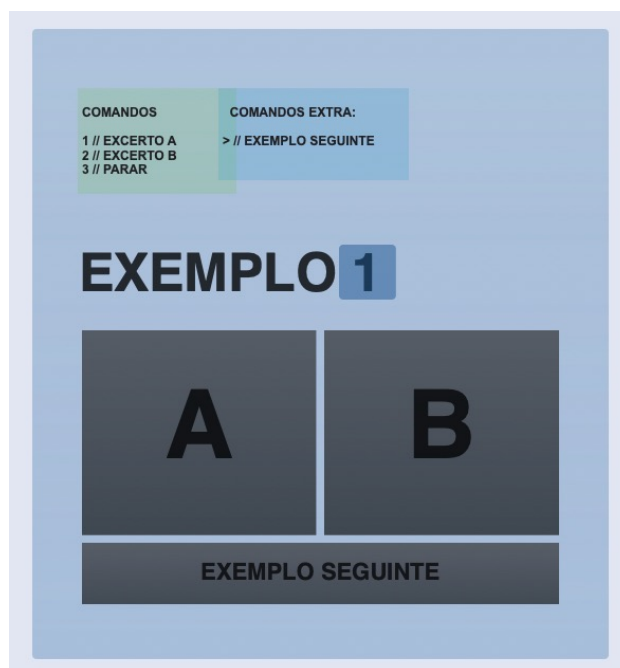 COMANDOS
1 // EXCERTO A
2 // EXCERTO B
3 // PARAR
COMANDOS EXTRA:
> // EXEMPLO SEGUINTE
EXEMPLO 1
A
B
EXEMPLO SEGUINTE